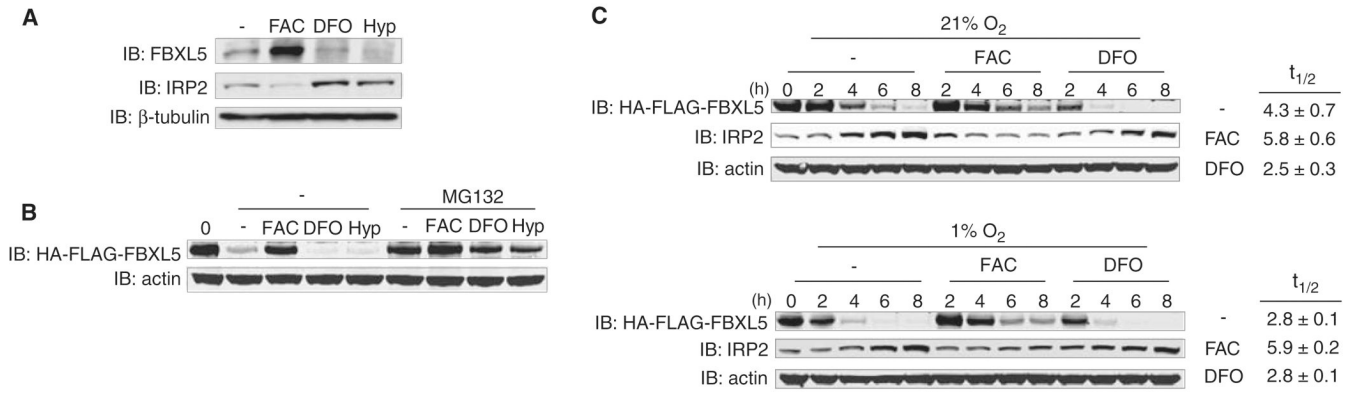 A
- FAC DFO Hyp
IB: FBXL5
IB: IRP2
IB: β-tubulin
B
- MG132
0 - FAC DFO Hyp - FAC DFO Hyp
IB: HA-FLAG-FBXL5
IB: actin
C
21% O2
- FAC DFO
(h) 0 2 4 6 8 2 4 6 8 2 4 6 8
IB: HA-FLAG-FBXL5
IB: IRP2
IB: actin
t1/2
- 4.3 ± 0.7
FAC 5.8 ± 0.6
DFO 2.5 ± 0.3
1% O2
- FAC DFO
(h) 0 2 4 6 8 2 4 6 8 2 4 6 8
IB: HA-FLAG-FBXL5
IB: IRP2
IB: actin
t1/2
- 2.8 ± 0.1
FAC 5.9 ± 0.2
DFO 2.8 ± 0.1